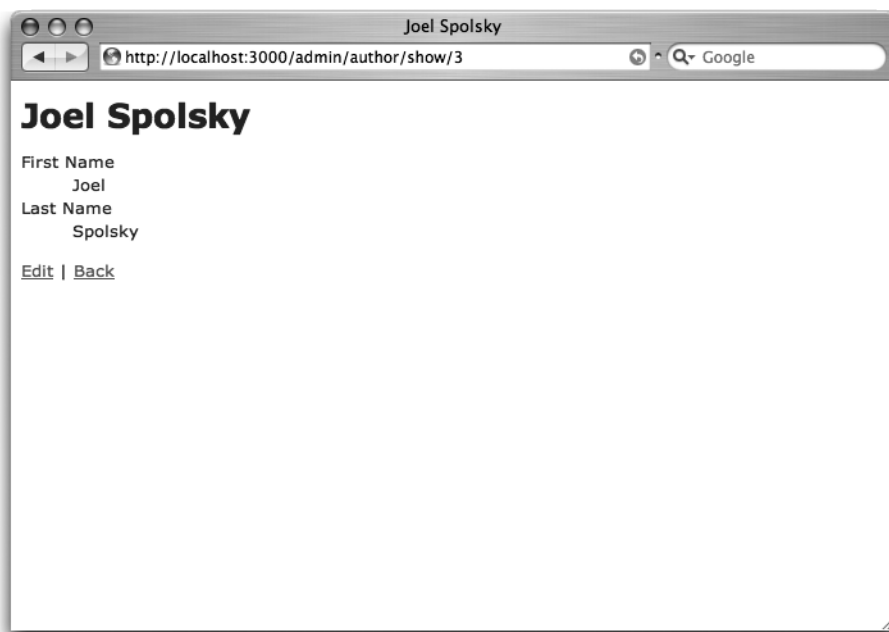 Joel Spolsky
http://localhost:3000/admin/author/show/3
Google
Joel Spolsky
First Name
Joel
Last Name
Spolsky
Edit | Back